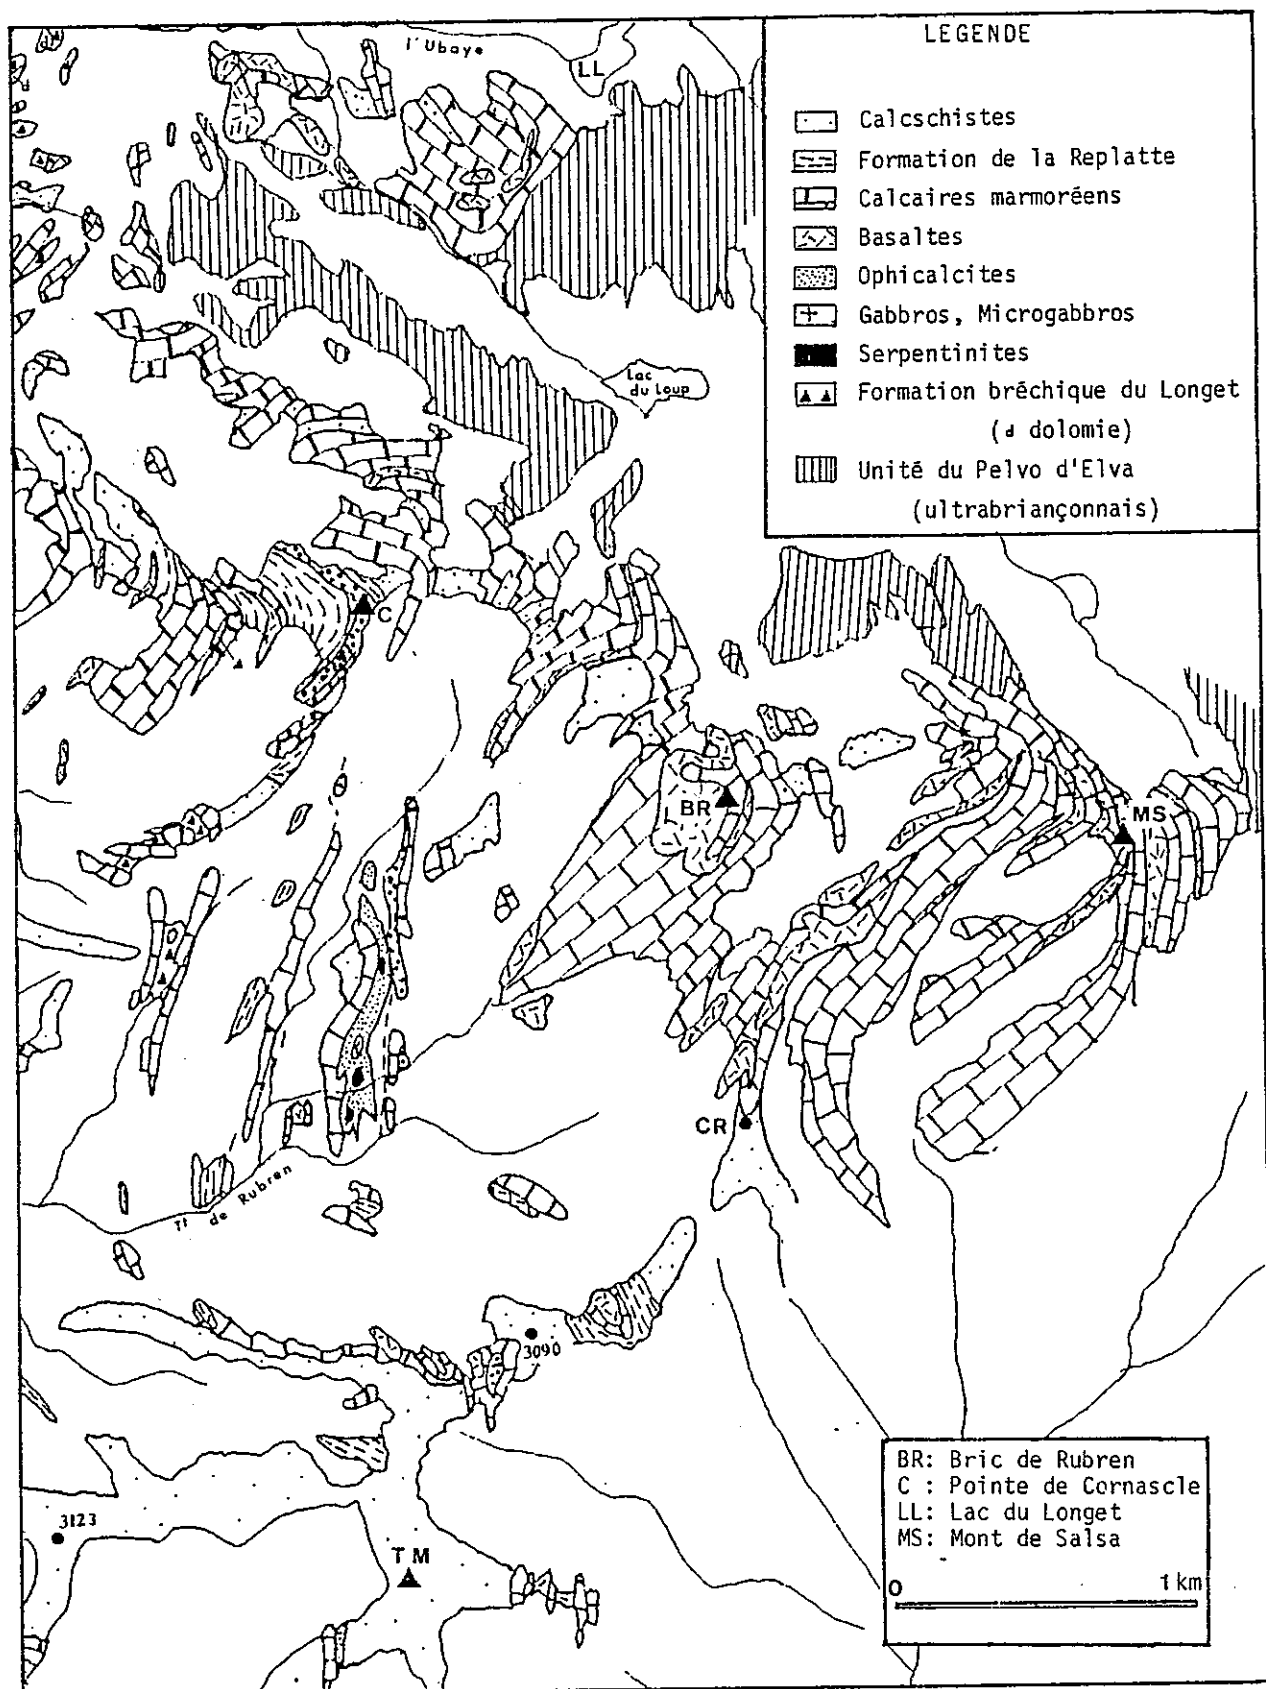 l'Ubaye
LL
LEGENDE
Calcschistes
Formation de la Replatte
Calcaires marmoréens
Basaltes
Ophicalcites
Gabbros, Microgabbros
Serpentinites
Formation bréchique du Longet
(d dolomie)
Unité du Pelvo d'Elva
(ultrabriançonnais)
Lac
du Loup
C
BR
MS
CR
Tt de Rubren
3090
3123
TM
BR: Bric de Rubren
C : Pointe de Cornascle
LL: Lac du Longet
MS: Mont de Salsa
0 1 km